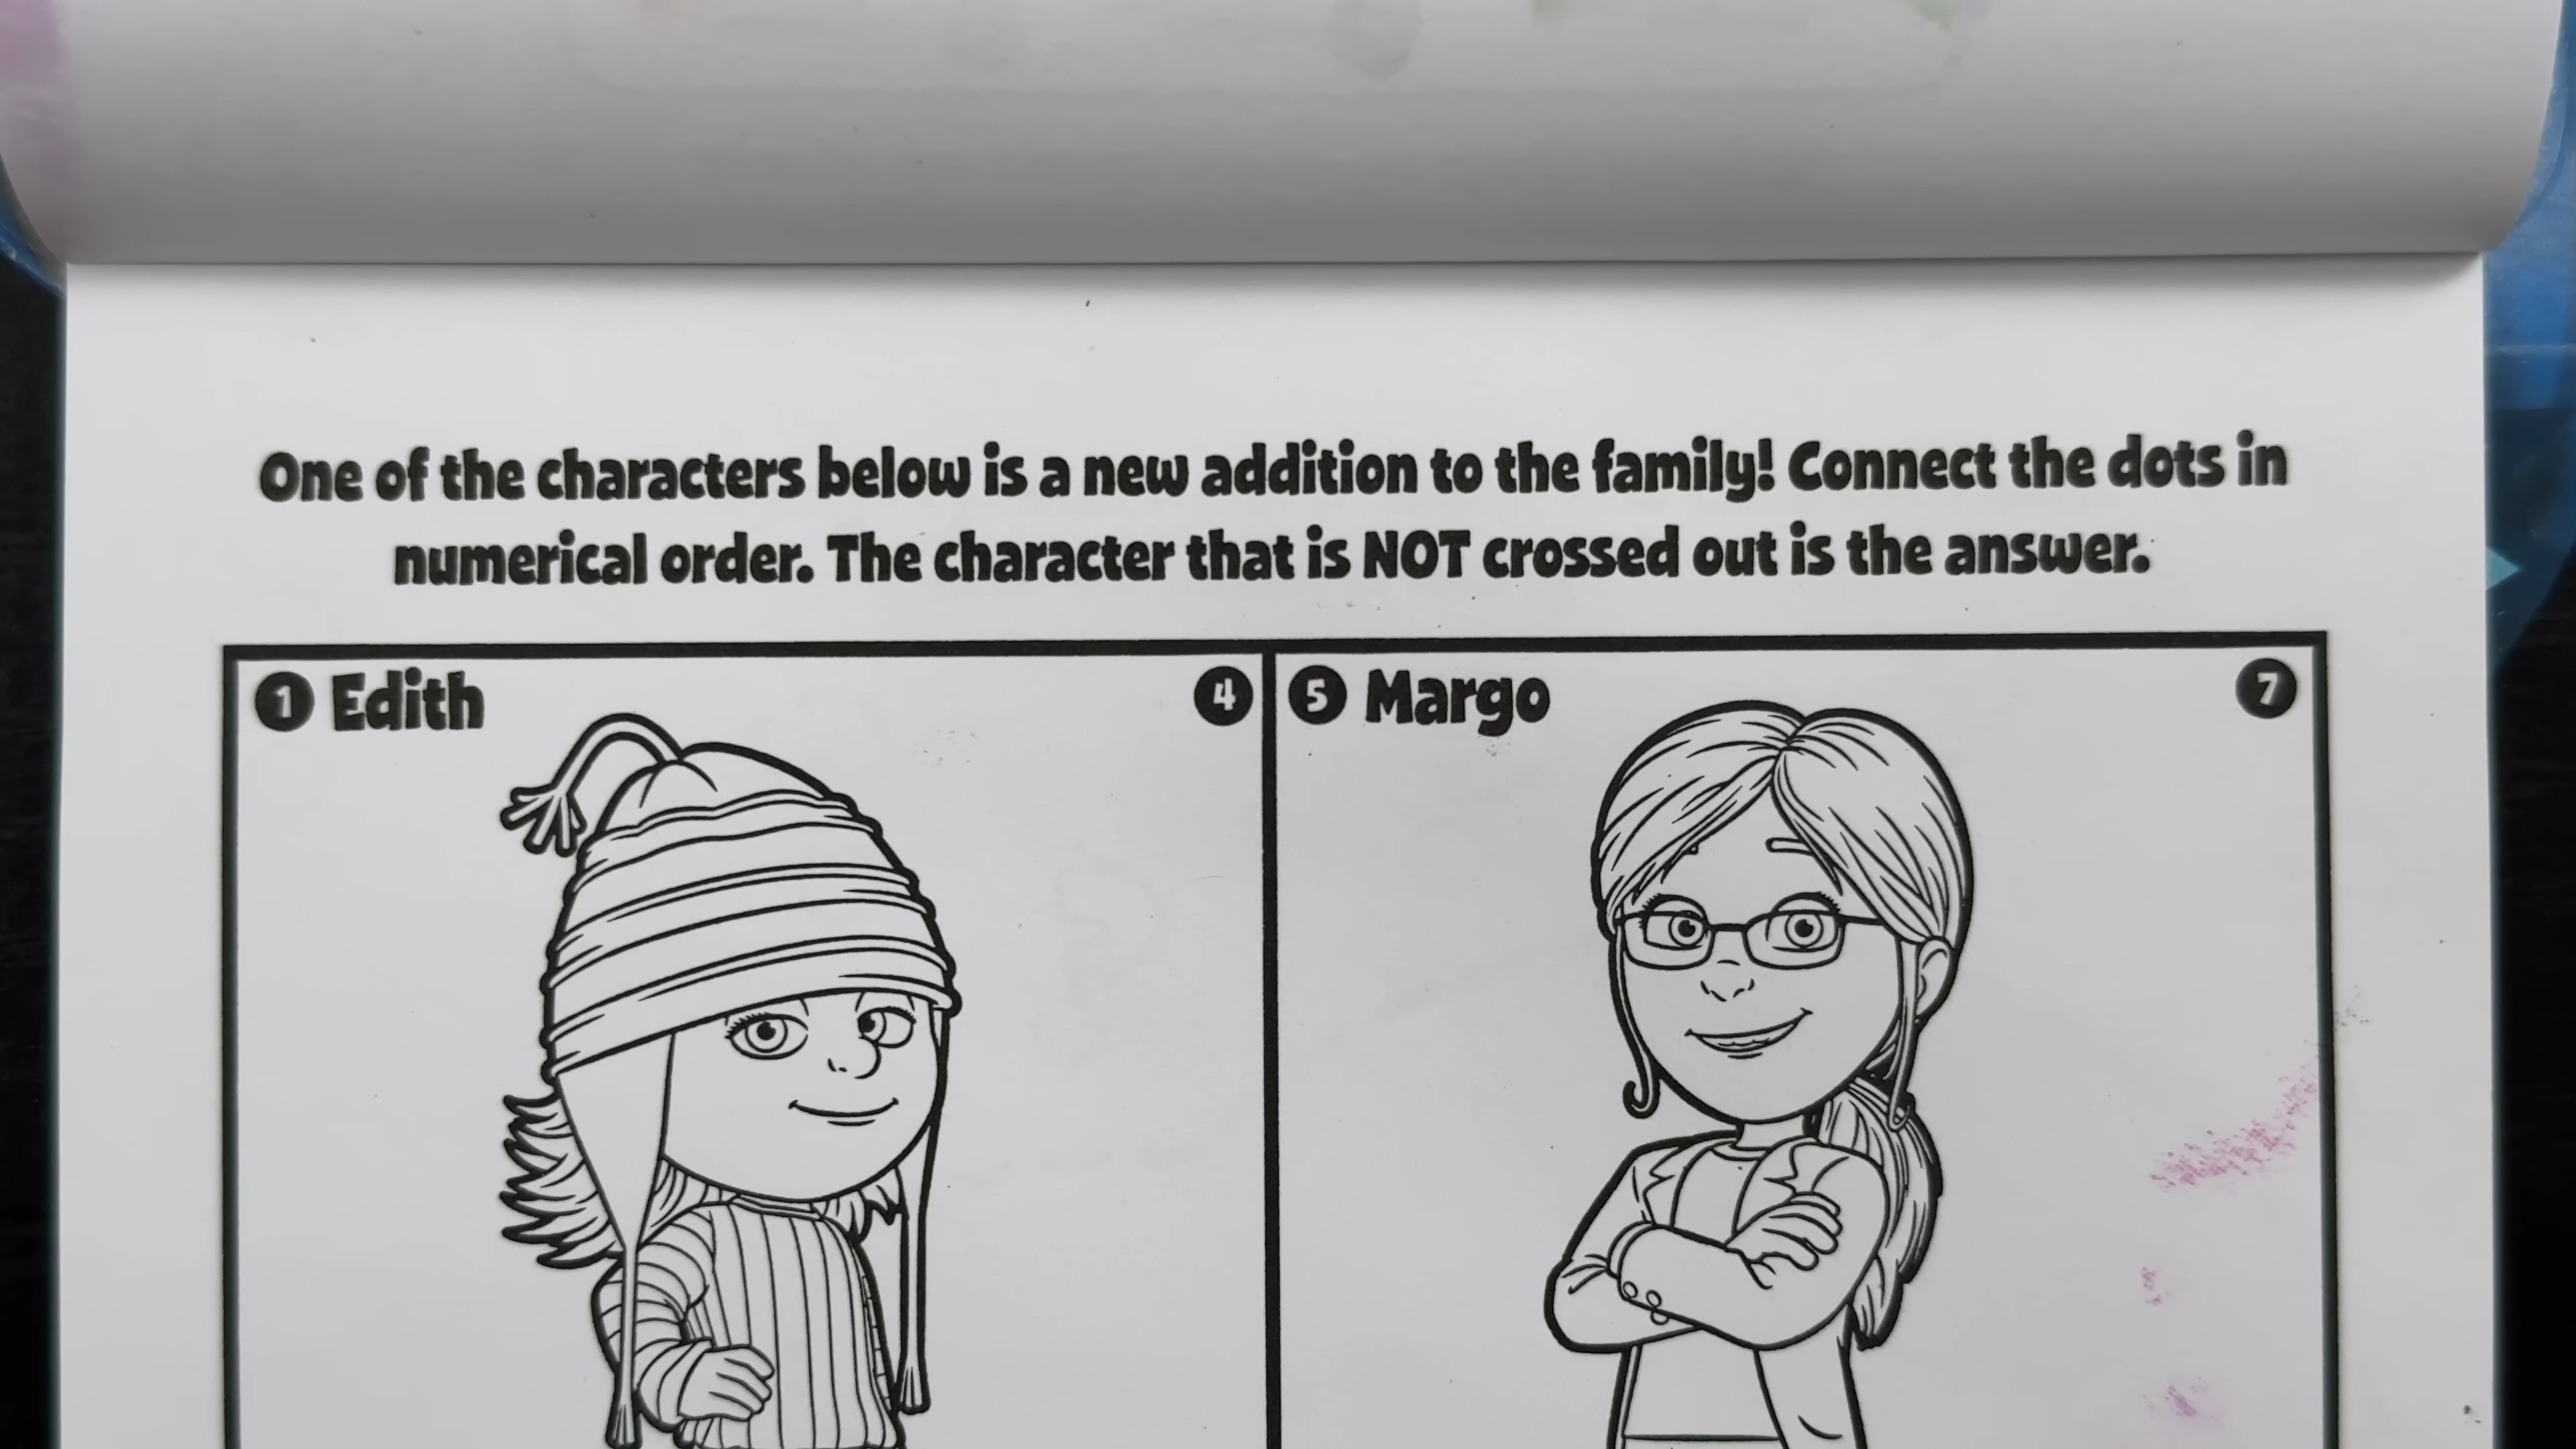 One of the characters below is a new addition to the family! Connect the dots in
numerical order. The character that is NOT crossed out is the answer.
1 Edith 4
5 Margo 7